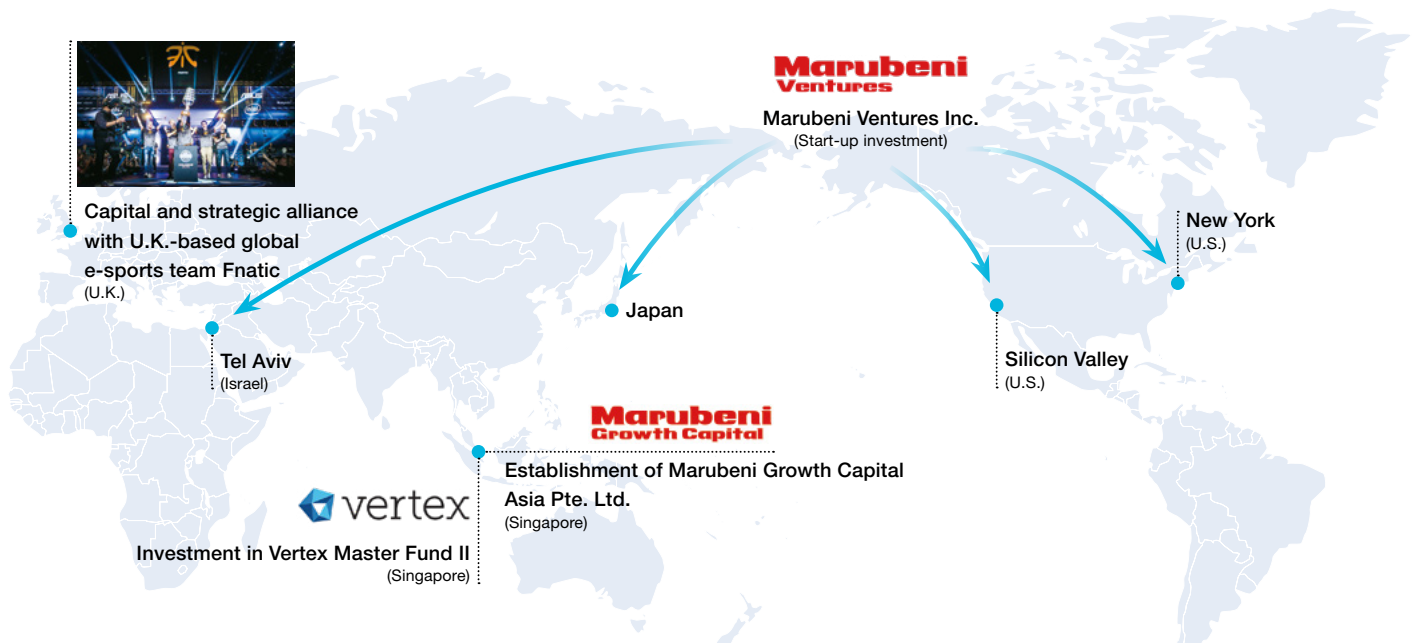 Marubeni
Ventures
Marubeni Ventures Inc.
(Start-up investment)
Capital and strategic alliance
with U.K.-based global
e-sports team Fnatic
(U.K.)
New York
(U.S.)
Japan
Tel Aviv
(Israel)
Silicon Valley
(U.S.)
Marubeni
Growth Capital
Establishment of Marubeni Growth Capital
Asia Pte. Ltd.
(Singapore)
vertex
Investment in Vertex Master Fund II
(Singapore)